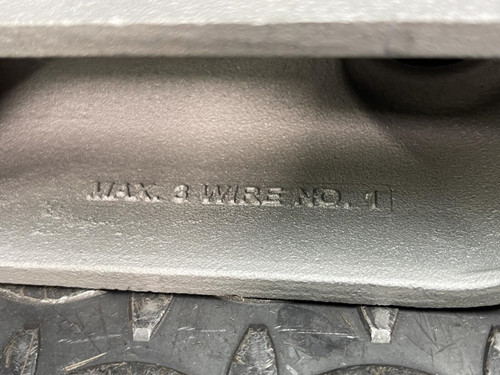 MAX. 3 WIRE NO. 1